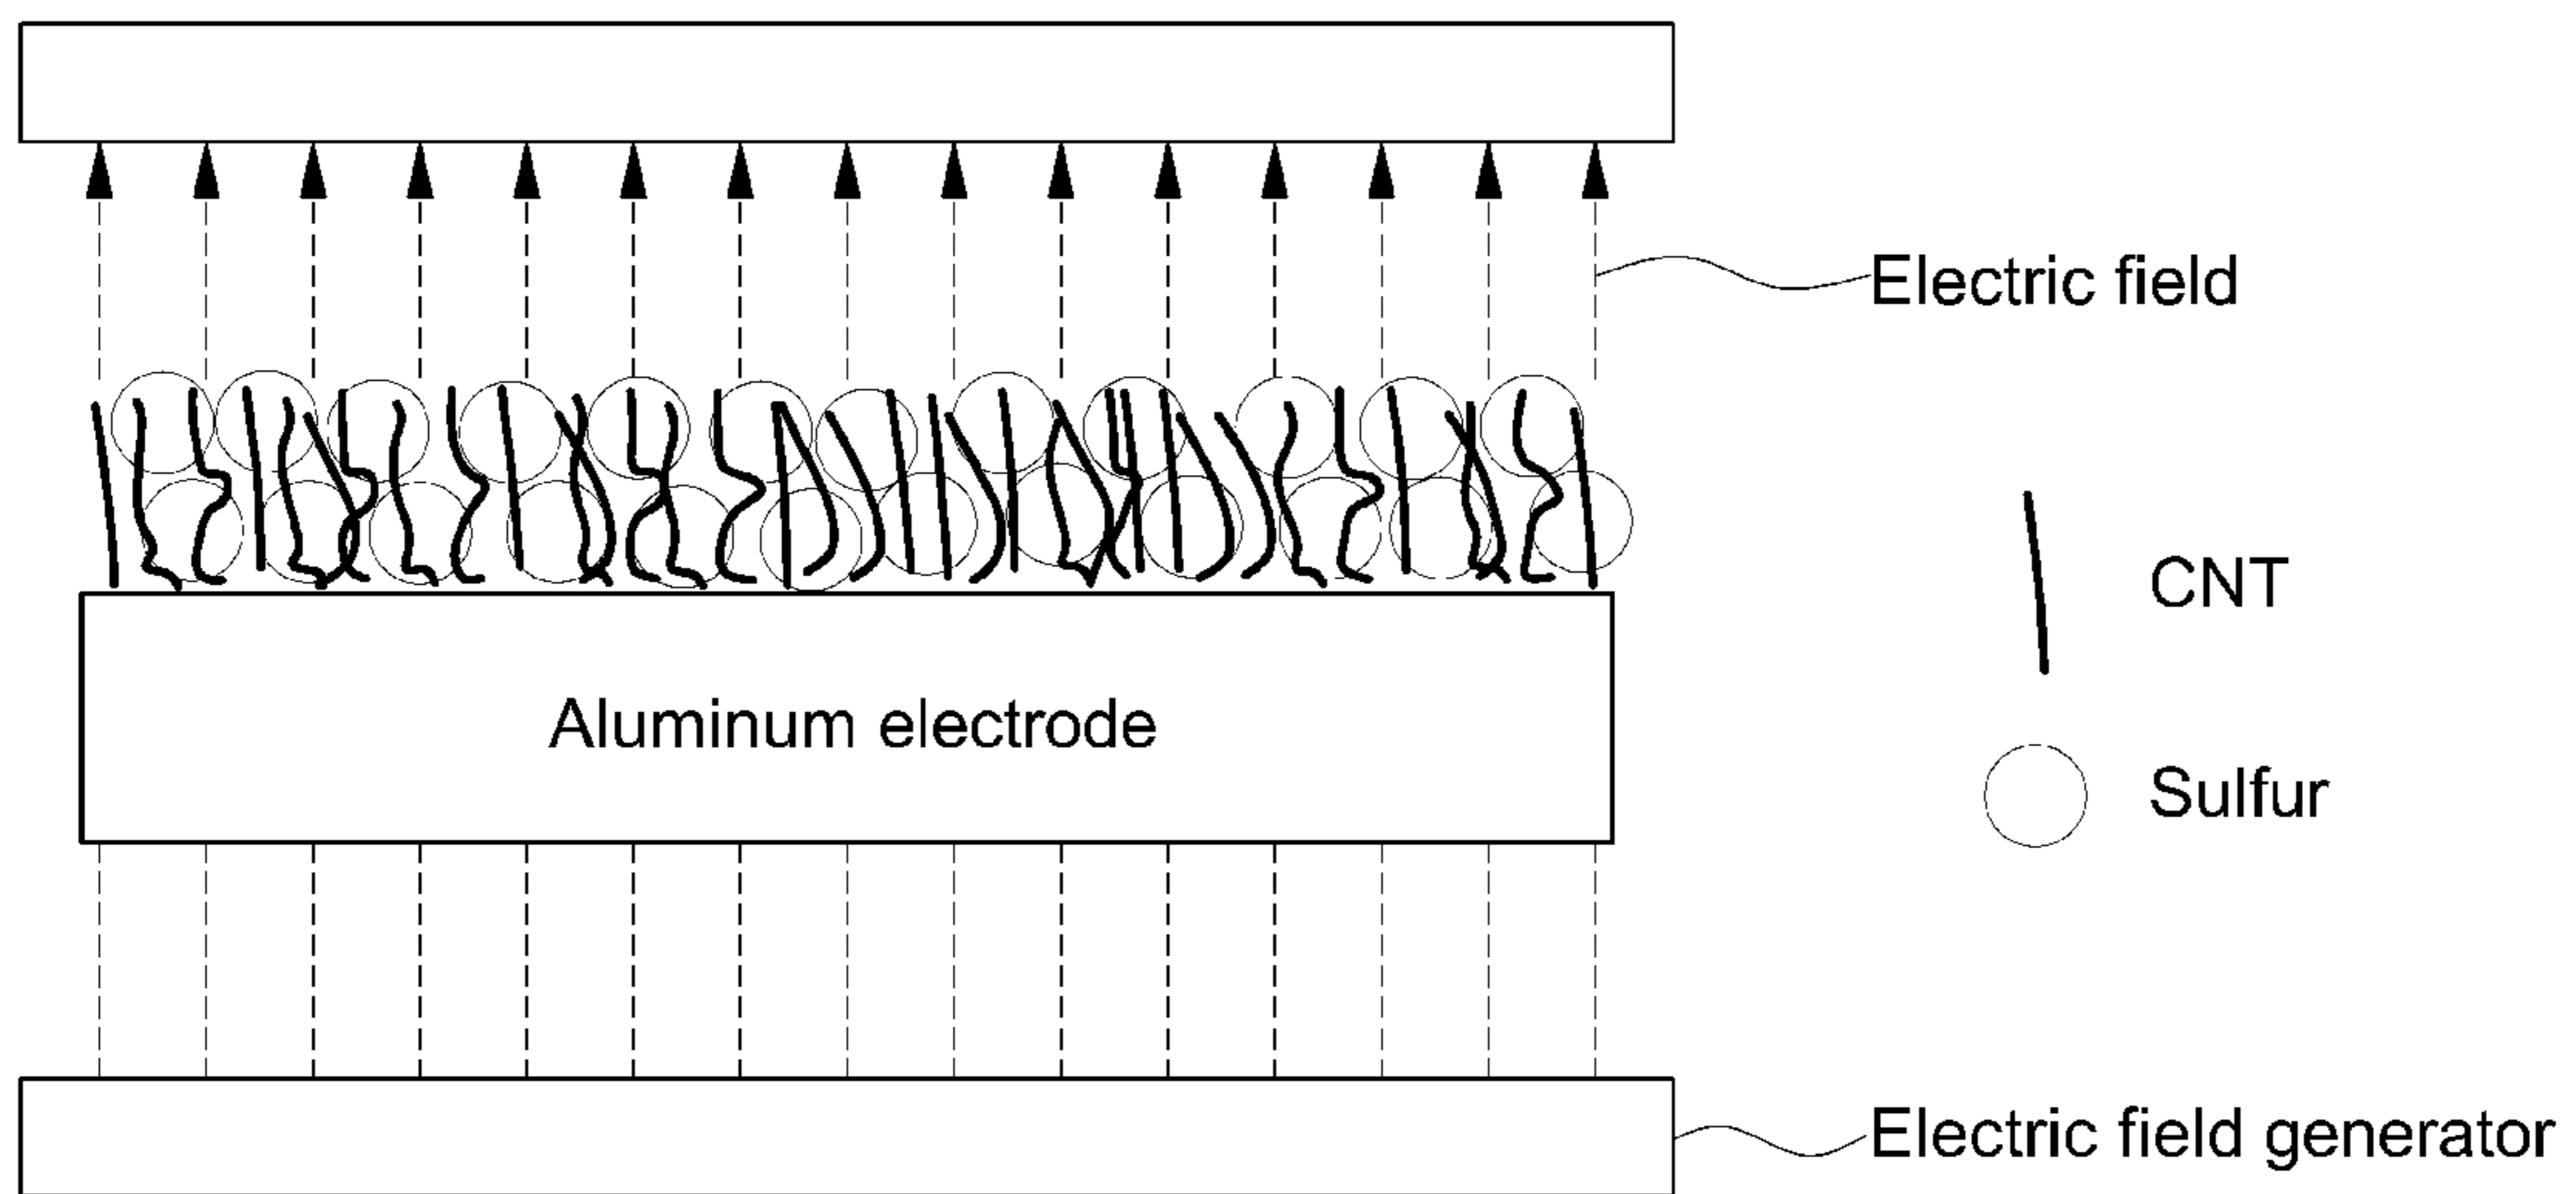 Electric field
CNT
Aluminum electrode
Sulfur
Electric field generator